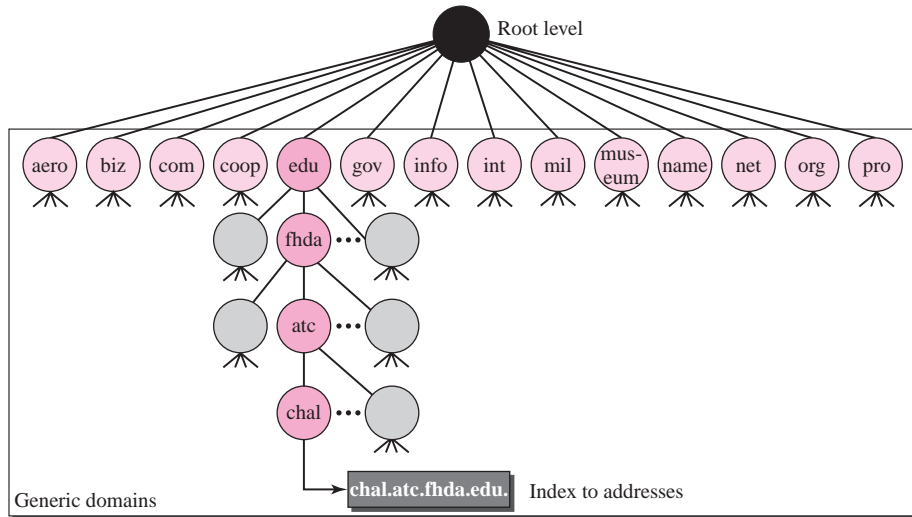 Root level
aero biz com coop edu gov info int mil mus-
eum name net org pro
fhda
atc
chal
chal.atc.fhda.edu. Index to addresses
Generic domains